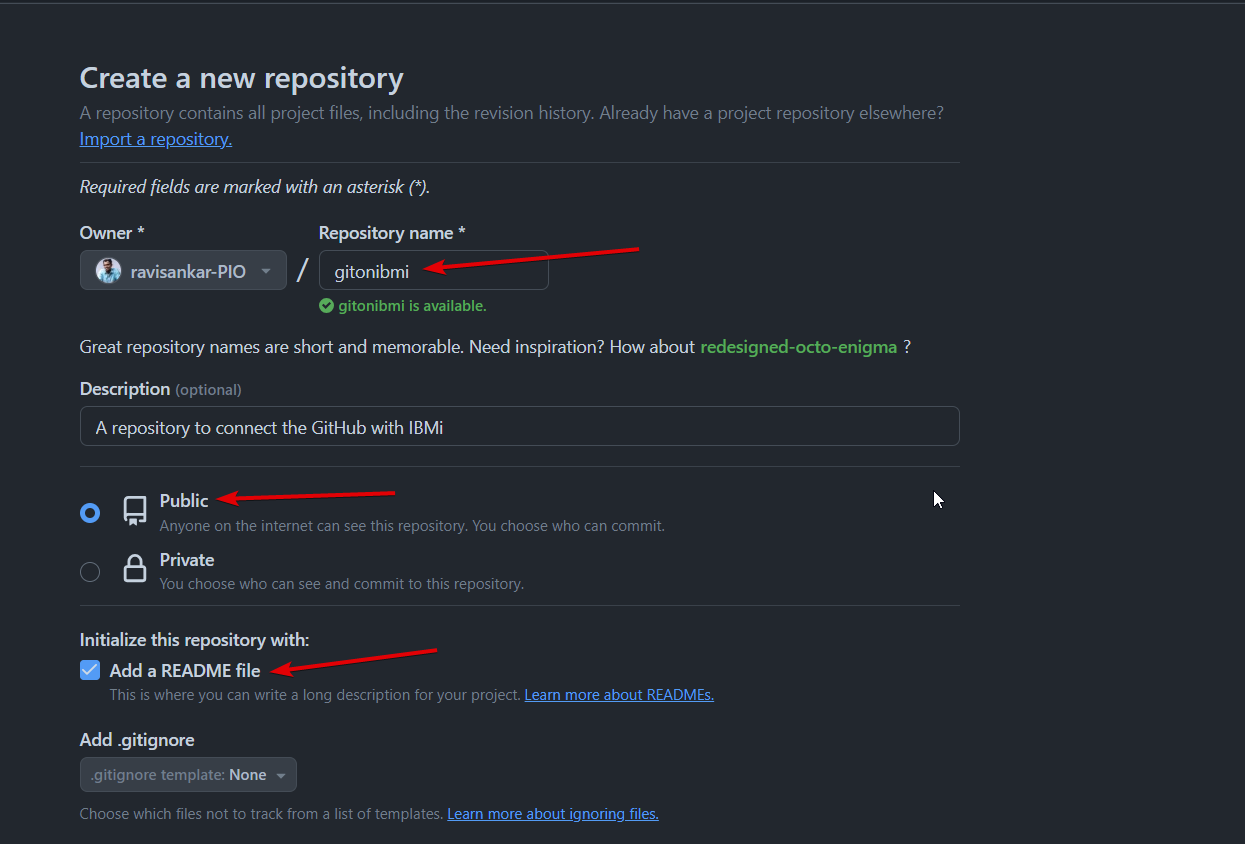 Create a new repository
A repository contains all project files, including the revision history. Already have a project repository elsewhere?
Import a repository.
Required fields are marked with an asterisk (*).
Owner *
Repository name *
ravisankar-PIO
/
gitonibmi
gitonibmi is available.
Great repository names are short and memorable. Need inspiration? How about redesigned-octo-enigma ?
Description (optional)
A repository to connect the GitHub with IBMi
Public
Anyone on the internet can see this repository. You choose who can commit.
Private
You choose who can see and commit to this repository.
Initialize this repository with:
Add a README file
This is where you can write a long description for your project. Learn more about READMEs.
Add .gitignore
.gitignore template: None
Choose which files not to track from a list of templates. Learn more about ignoring files.